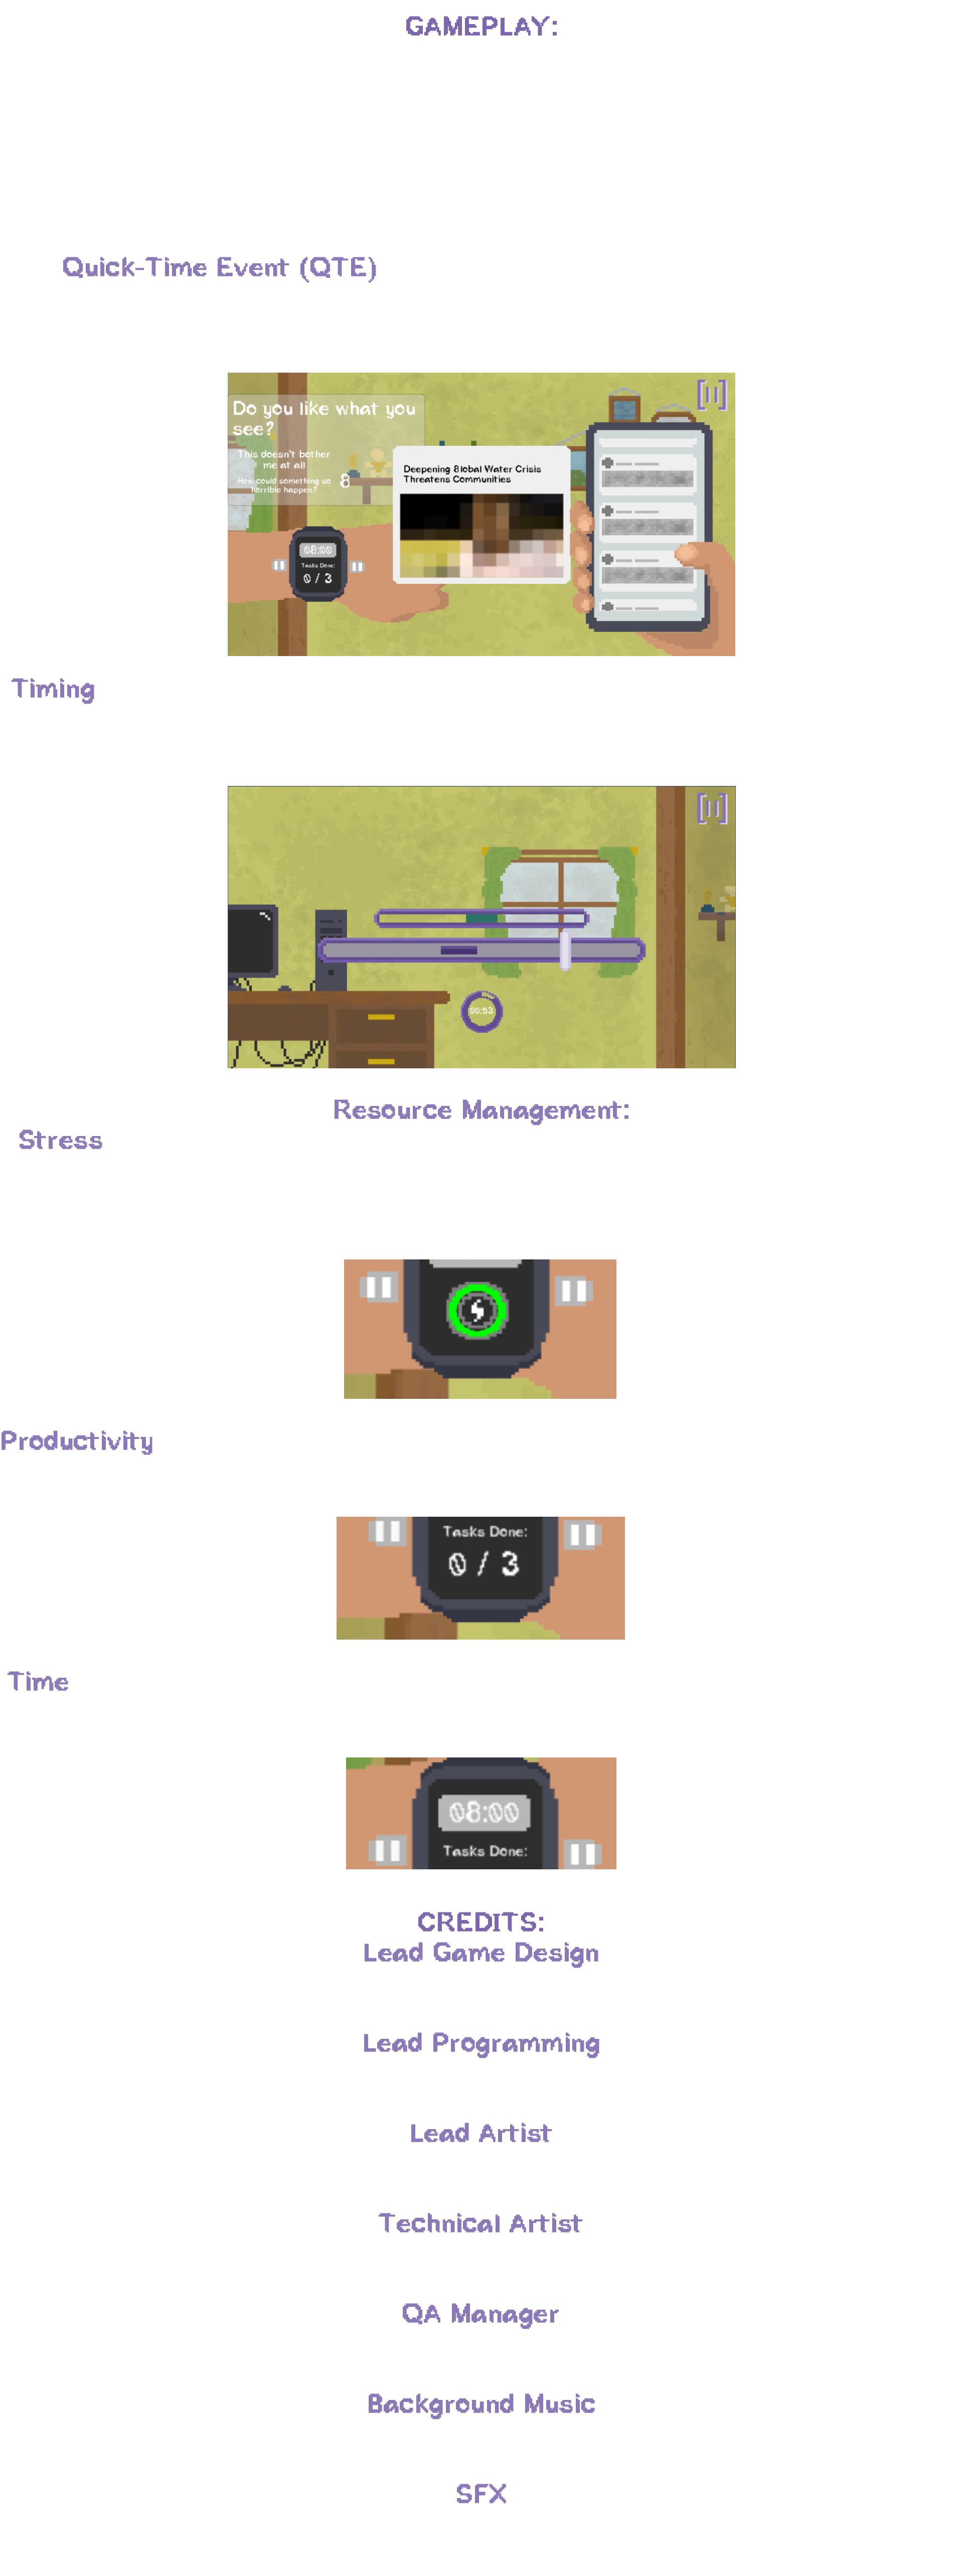 GAMEPLAY:
Quick-Time Event (QTE)
Do you like what you
see?
This doesn't bother
me at all
How could something so
horrible happen?
8
Deepening Global Water Crisis
Threatens Communities
08:00
Tasks Done:
0 / 3
Timing
00:53
Resource Management:
Stress
Productivity
Tasks Done:
0 / 3
Time
08:00
Tasks Done:
CREDITS:
Lead Game Design
Lead Programming
Lead Artist
Technical Artist
QA Manager
Background Music
SFX